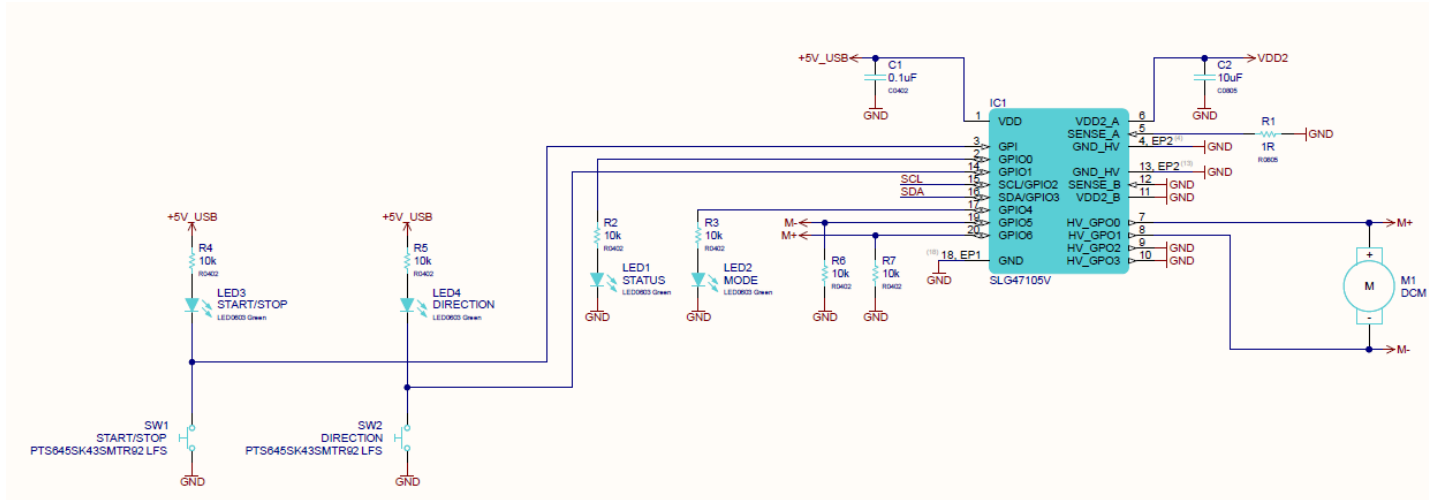 +5V_USB
C1
0.1uF
C0402
GND
VDD2
C2
10uF
C0805
GND
IC1
1
VDD
VDD2_A
6
SENSE_A
5
R1
1R
R0805
GND
3
GPI
GND_HV
4, EP2 (4)
GND
2
GPIO0
14
GPIO1
GND_HV
13, EP2 (13)
GND
SCL
15
SCL/GPIO2
SENSE_B
12
GND
SDA
16
SDA/GPIO3
VDD2_B
11
GND
17
GPIO4
M-
19
GPIO5
HV_GPO0
7
M+
M+
20
GPIO6
HV_GPO1
8
HV_GPO2
9
GND
(18)
18, EP1
GND
HV_GPO3
10
GND
GND
SLG47105V
+5V_USB
R4
10k
R0402
LED3
START/STOP
LED0603 Green
+5V_USB
R5
10k
R0402
LED4
DIRECTION
LED0603 Green
R2
10k
R0402
LED1
STATUS
LED0603 Green
GND
R3
10k
R0402
LED2
MODE
LED0603 Green
GND
R6
10k
R0402
GND
R7
10k
R0402
GND
+
M
-
M1
DCM
M-
SW1
START/STOP
PTS645SK43SMTR92 LFS
GND
SW2
DIRECTION
PTS645SK43SMTR92 LFS
GND